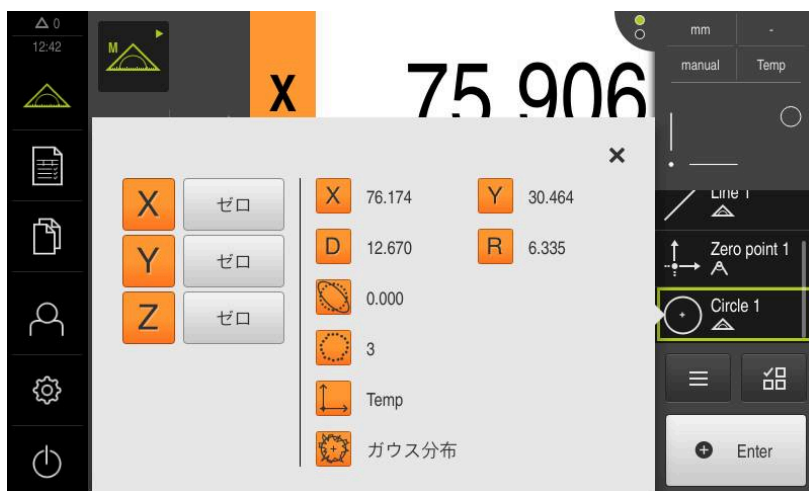 0
12:42
M
X
75.906
mm
-
manual
Temp
X ゼロ
Y ゼロ
Z ゼロ
X 76.174
Y 30.464
D 12.670
R 6.335
0.000
3
Temp
ガウス分布
Line 1
Zero point 1
Circle 1
Enter